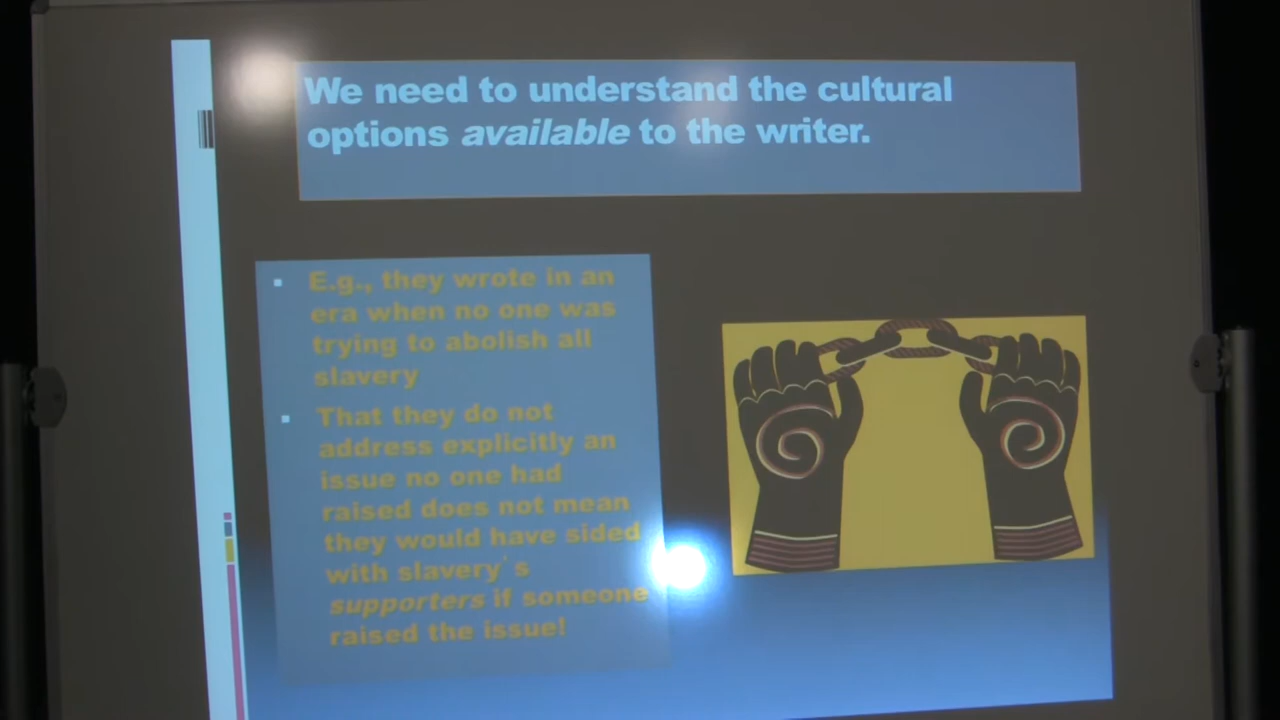 We need to understand the cultural
options available to the writer.
E.g., they wrote in an
era when no one was
trying to abolish all
slavery
That they do not
address explicitly an
issue no one had
raised does not mean
they would have sided
with slavery's
supporters if someone
raised the issue!